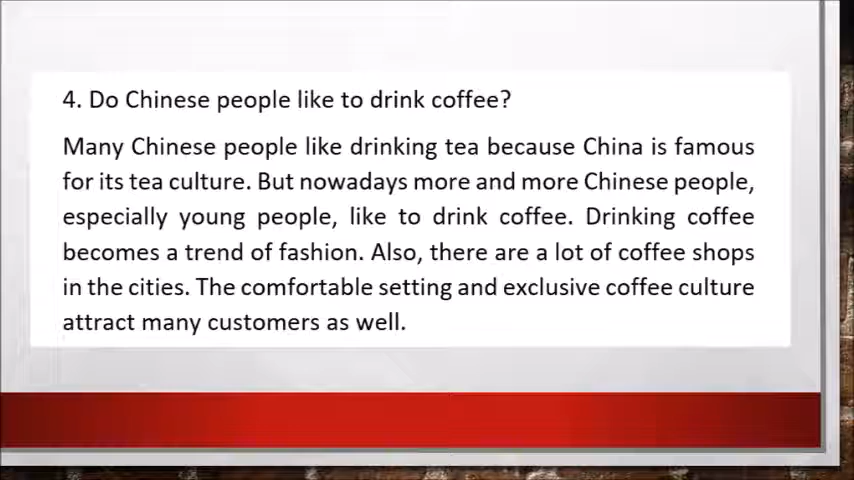 4. Do Chinese people like to drink coffee?
Many Chinese people like drinking tea because China is famous
for its tea culture. But nowadays more and more Chinese people,
especially young people, like to drink coffee. Drinking coffee
becomes a trend of fashion. Also, there are a lot of coffee shops
in the cities. The comfortable setting and exclusive coffee culture
attract many customers as well.